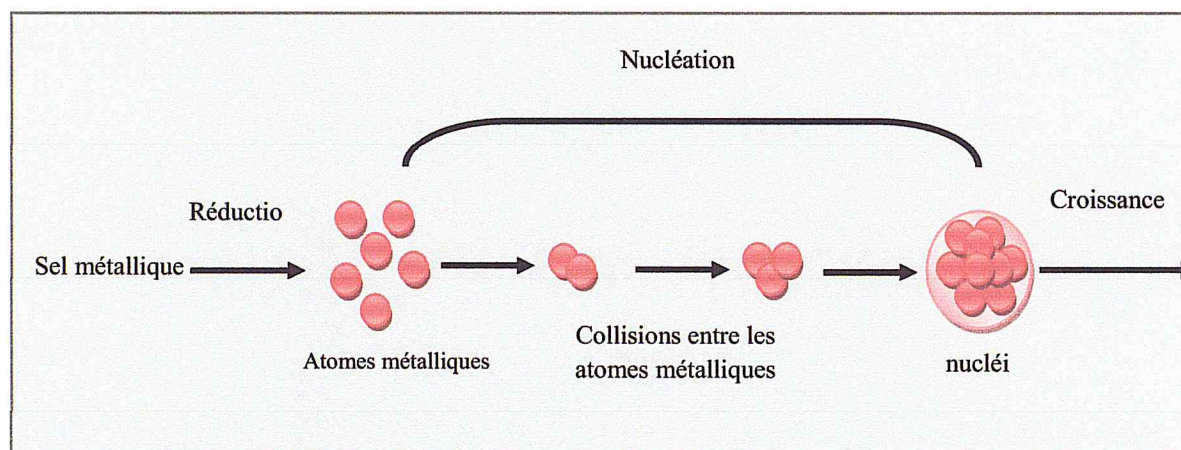 Nucléation
Réductio
Croissance
Sel métallique
Atomes métalliques
Collisions entre les
atomes métalliques
nucléi